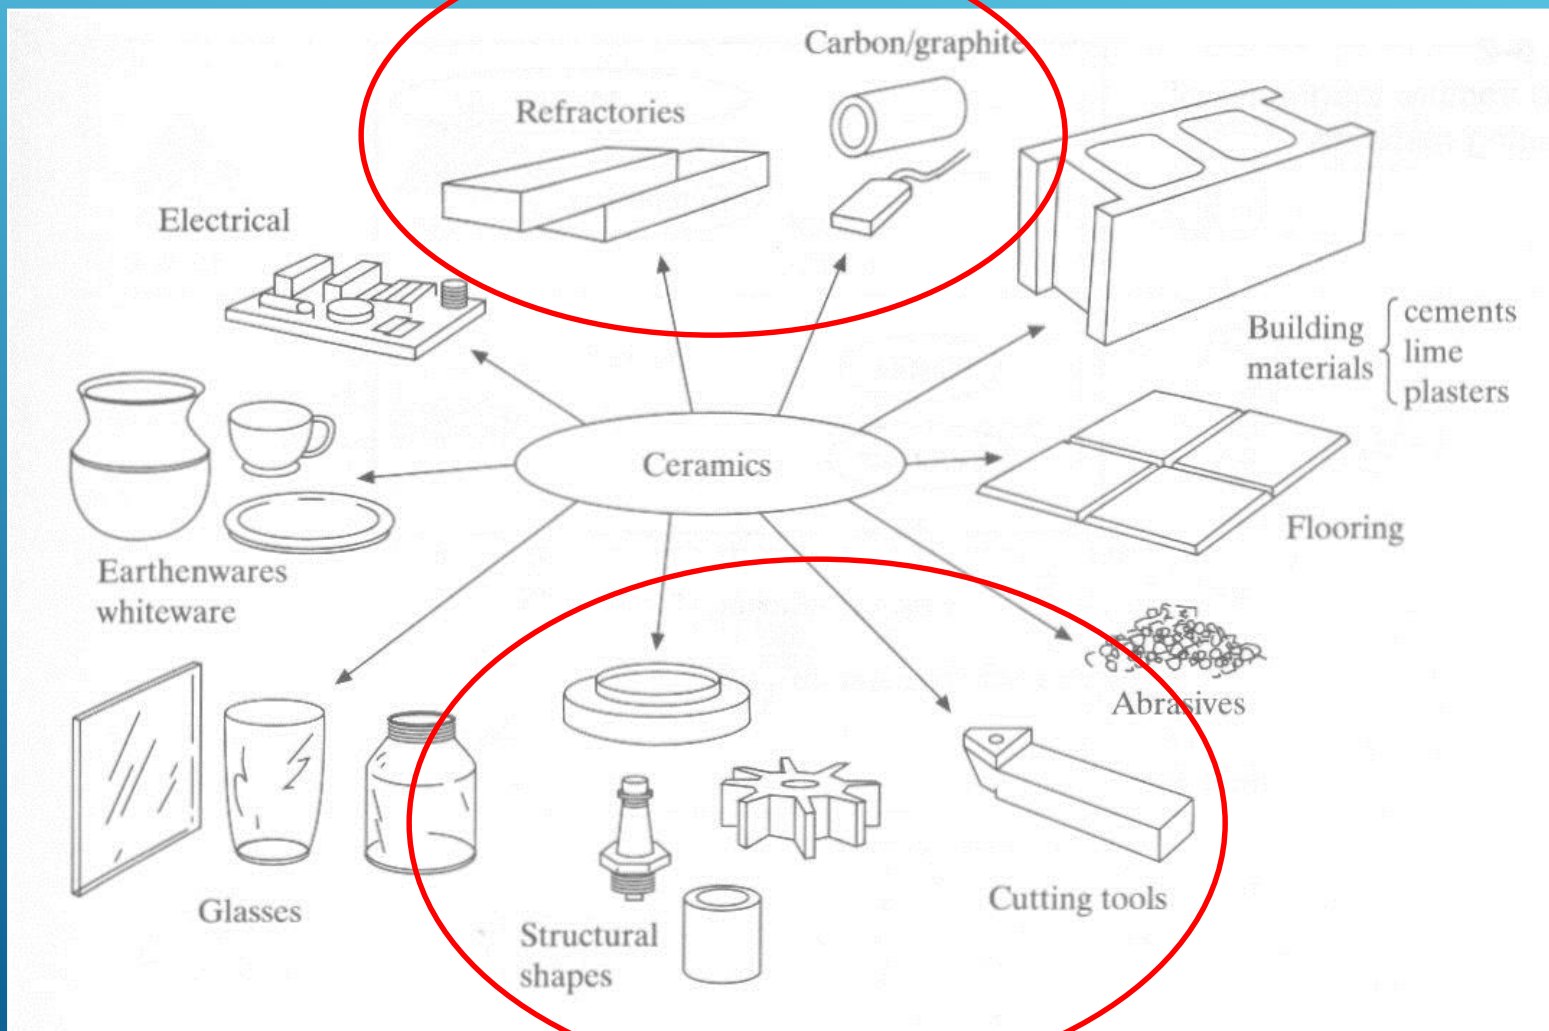 Carbon/graphite
Refractories
Electrical
Building
materials
cements
lime
plasters
Ceramics
Flooring
Earthenwares
whiteware
Abrasives
Glasses
Cutting tools
Structural
shapes